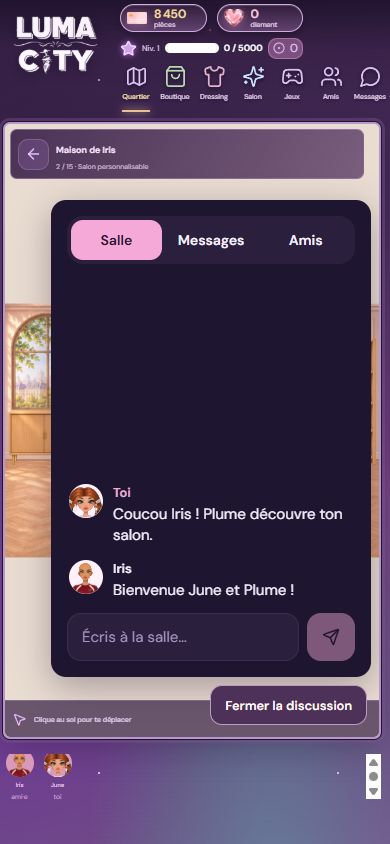 LUMA
CITY
8 450
pièces
0
diamant
Niv. 1
0 / 5000
0
Quartier
Boutique
Dressing
Salon
Jeux
Amis
Messages
Maison de Iris
2 / 15 · Salon personnalisable
Salle
Messages
Amis
Toi
Coucou Iris ! Plume découvre ton
salon.
Iris
Bienvenue June et Plume !
Écris à la salle...
Fermer la discussion
Clique au sol pour te déplacer
Iris
June
ami·e
toi